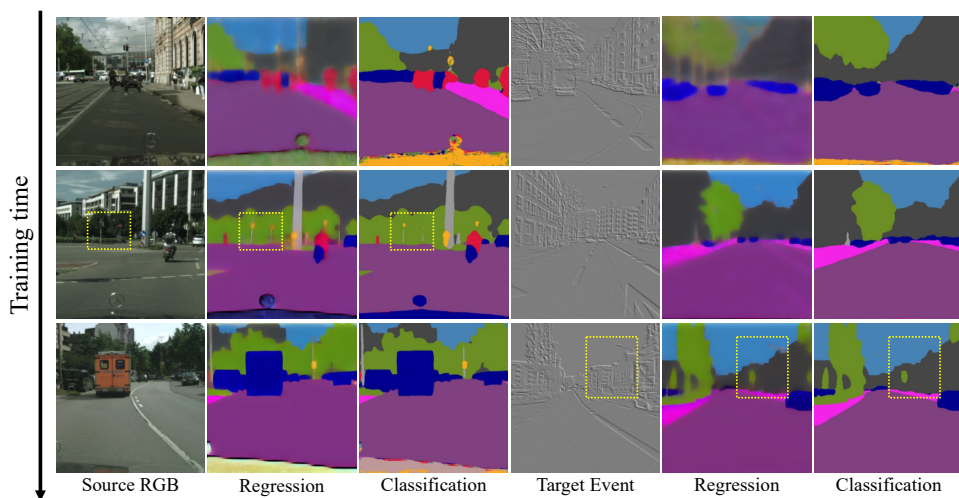 Training time
Source RGB
Regression
Classification
Target Event
Regression
Classification